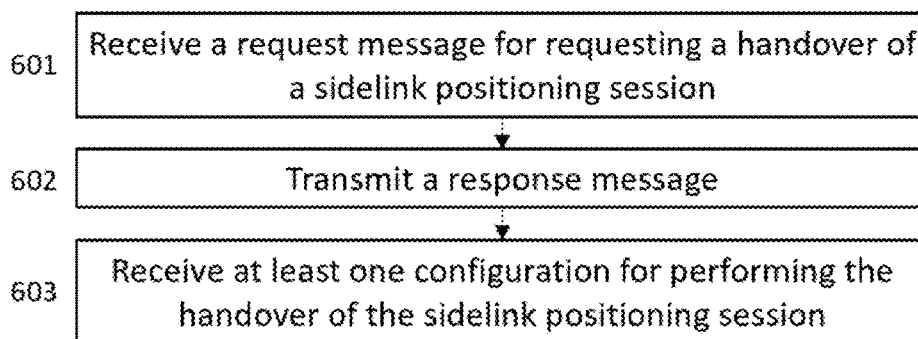 601
Receive a request message for requesting a handover of
a sidelink positioning session
602
Transmit a response message
603
Receive at least one configuration for performing the
handover of the sidelink positioning session